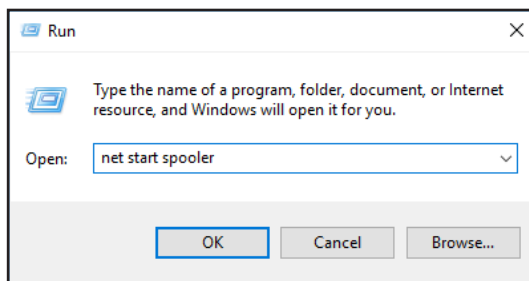 Run
Type the name of a program, folder, document, or Internet
resource, and Windows will open it for you.
Open: net start spooler
OK Cancel Browse...